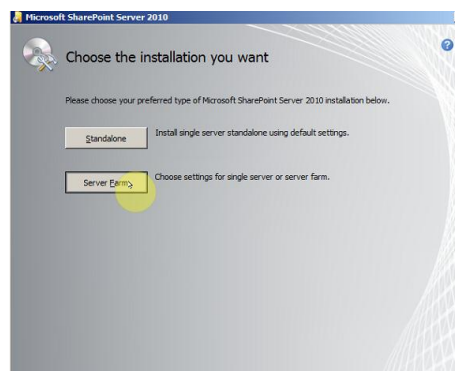 Microsoft SharePoint Server 2010
Choose the installation you want
Please choose your preferred type of Microsoft SharePoint Server 2010 installation below.
Standalone
Install single server standalone using default settings.
Server Farm
Choose settings for single server or server farm.